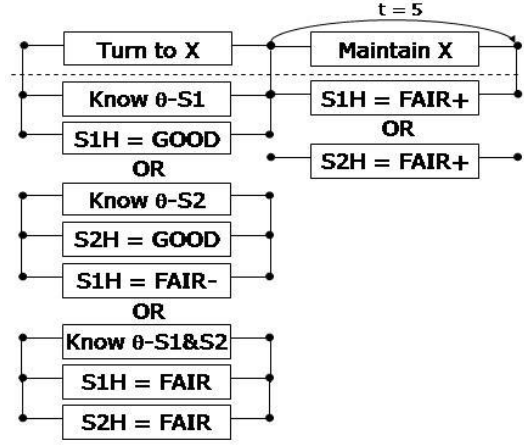 t = 5
Turn to X
Maintain X
Know θ-S1
S1H = FAIR+
S1H = GOOD
OR
OR
S2H = FAIR+
Know θ-S2
S2H = GOOD
S1H = FAIR-
OR
Know θ-S1&S2
S1H = FAIR
S2H = FAIR